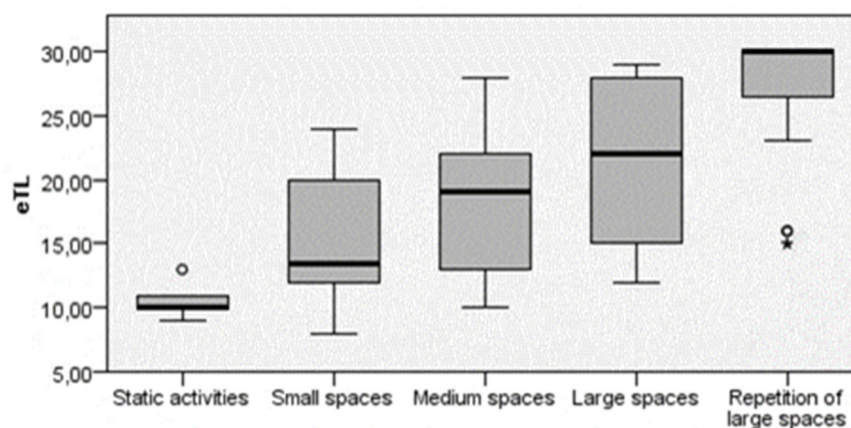 eTL
30,00
25,00
20,00
15,00
10,00
5,00
Static activities
Small spaces
Medium spaces
Large spaces
Repetition of
large spaces